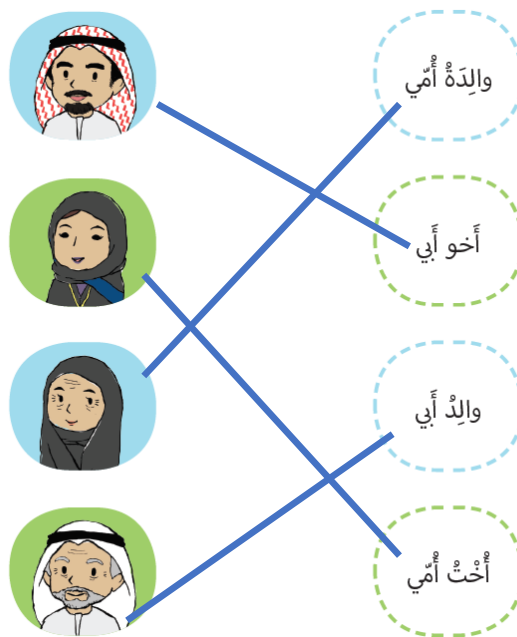 والِدَةُ أُمّي
أَخو أَبي
والِدُ أَبي
أُخْتُ أُمّي